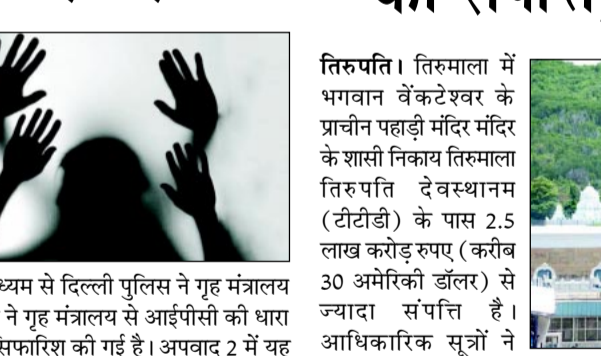 ध्यम से दिल्ली पुलिस ने गृह मंत्रालय
ने गृह मंत्रालय से आईपीसी की धारा
सिफारिश की गई है। अपवाद 2 में यह
तिरुपति। तिरुमाला में
भगवान वेंकटेश्वर के
प्राचीन पहाड़ी मंदिर मंदिर
के शासी निकाय तिरुमाला
तिरुपति देवस्थानम
(टीटीडी) के पास 2.5
लाख करोड़ रुपए (करीब
30 अमेरिकी डॉलर) से
ज्यादा संपत्ति है।
आधिकारिक सूत्रों ने